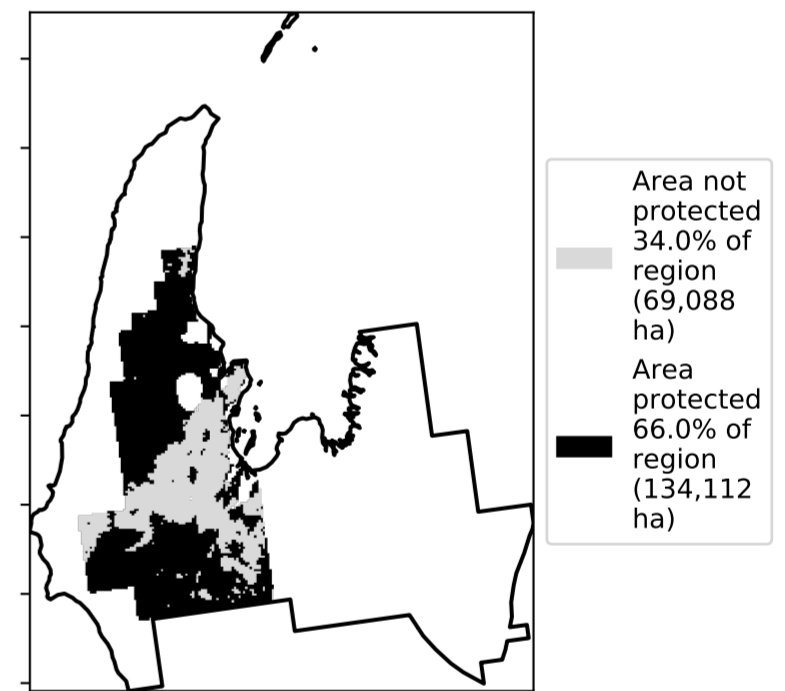 Area not
protected
34.0% of
region
(69,088
ha)
Area
protected
66.0% of
region
(134,112
ha)